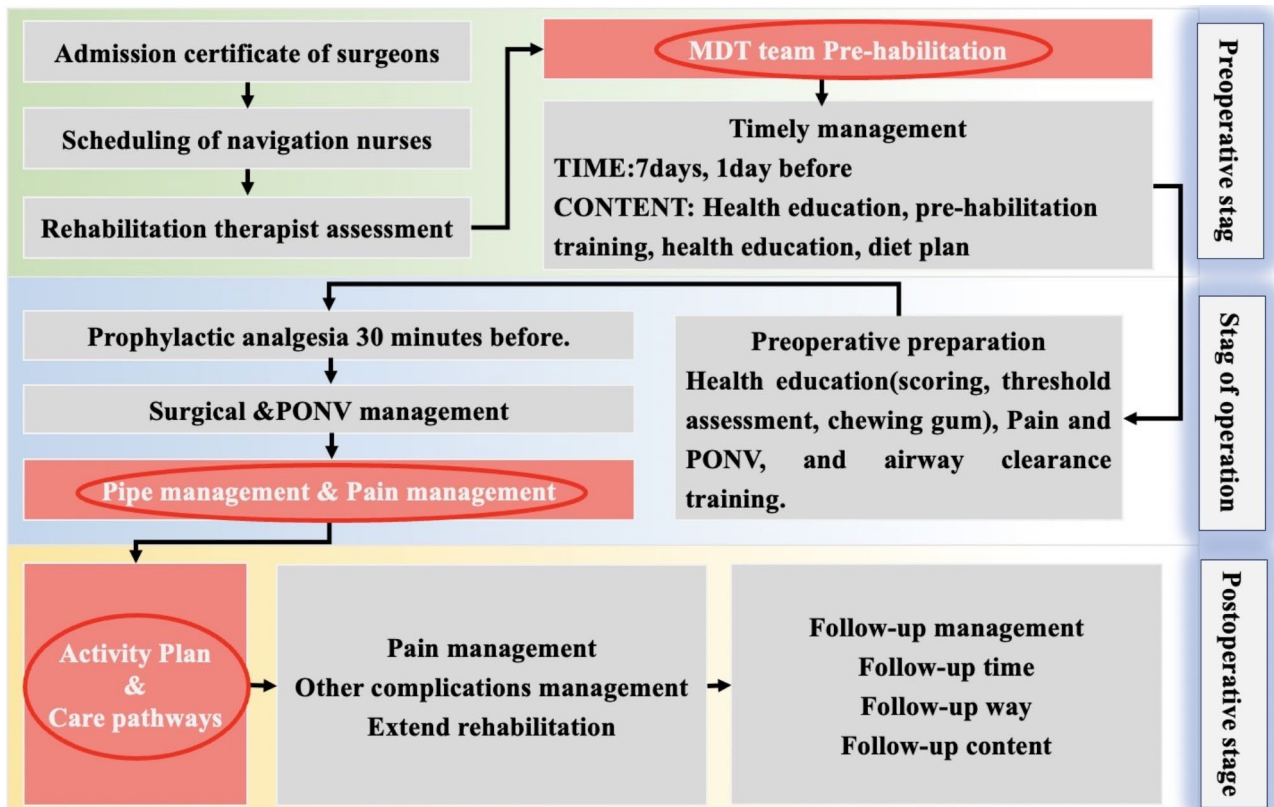 Admission certificate of surgeons
Scheduling of navigation nurses
Rehabilitation therapist assessment
MDT team Pre-habilitation
Timely management
TIME:7days, 1day before
CONTENT: Health education, pre-habilitation
training, health education, diet plan
Preoperative stag
Preoperative preparation
Health education(scoring, threshold
assessment, chewing gum), Pain and
PONV, and airway clearance
training.
Prophylactic analgesia 30 minutes before.
Surgical &PONV management
Pipe management & Pain management
Stag of operation
Activity Plan
&
Care pathways
Pain management
Other complications management
Extend rehabilitation
Follow-up management
Follow-up time
Follow-up way
Follow-up content
Postoperative stage